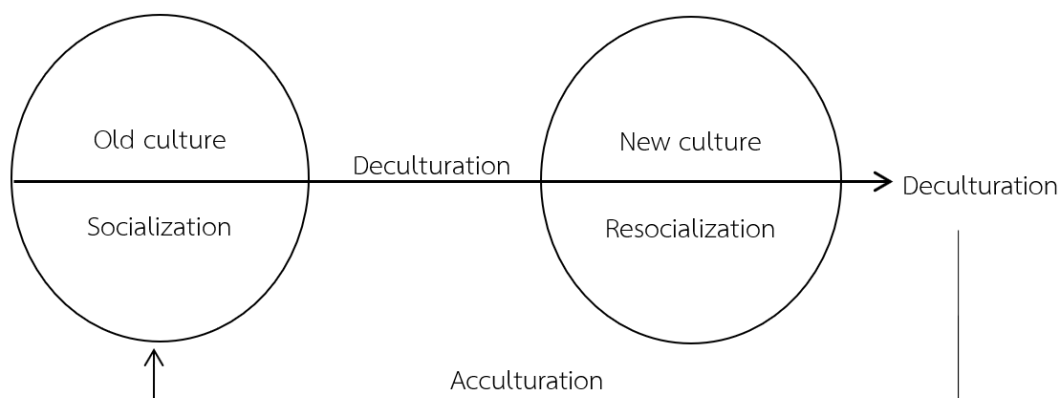 Old culture
Socialization
Deculturation
New culture
Resocialization
Deculturation
Acculturation